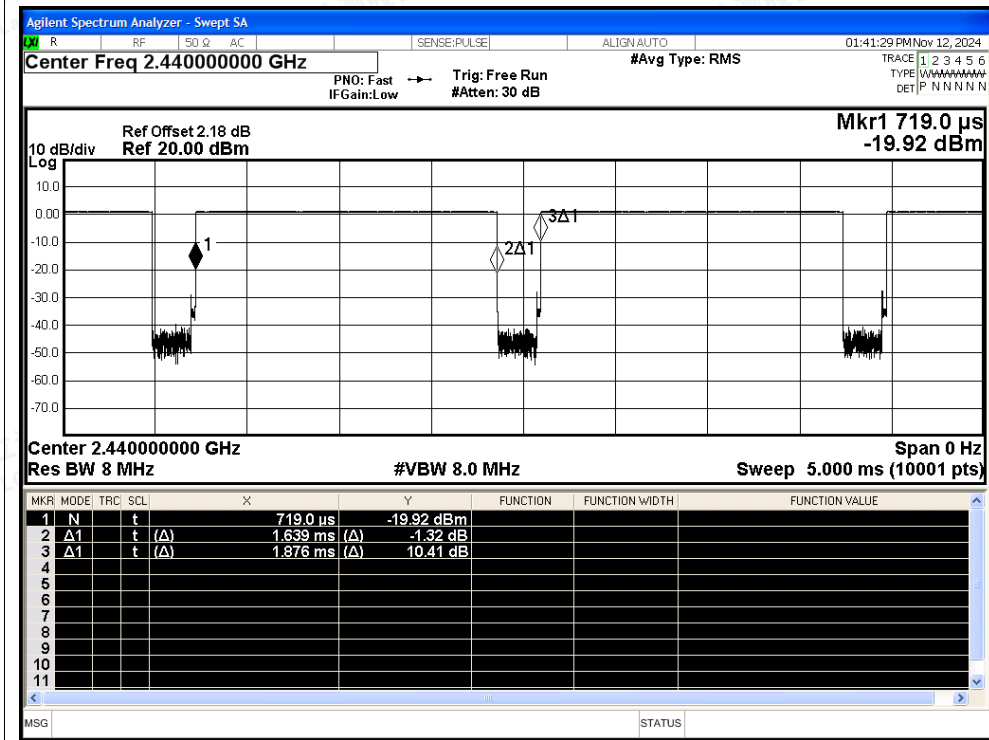 Agilent Spectrum Analyzer - Swept SA
LXI R RF 50 Ω AC SENSE:PULSE ALIGN AUTO 01:41:29 PM Nov 12, 2024
Center Freq 2.440000000 GHz #Avg Type: RMS TRACE 1 2 3 4 5 6
PNO: Fast Trig: Free Run TYPE WWWWWW
IFGain:Low #Atten: 30 dB DET P N N N N N
Mkr1 719.0 µs
Ref Offset 2.18 dB
10 dB/div Ref 20.00 dBm -19.92 dBm
Log
10.0
0.00
3Δ1
-10.0
1
2Δ1
-20.0
-30.0
-40.0
-50.0
-60.0
-70.0
Center 2.440000000 GHz Span 0 Hz
Res BW 8 MHz #VBW 8.0 MHz Sweep 5.000 ms (10001 pts)
MKR MODE TRC SCL X Y FUNCTION FUNCTION WIDTH FUNCTION VALUE
1 N t 719.0 µs -19.92 dBm
2 Δ1 t (Δ) 1.639 ms (Δ) -1.32 dB
3 Δ1 t (Δ) 1.876 ms (Δ) 10.41 dB
4
5
6
7
8
9
10
11
MSG STATUS